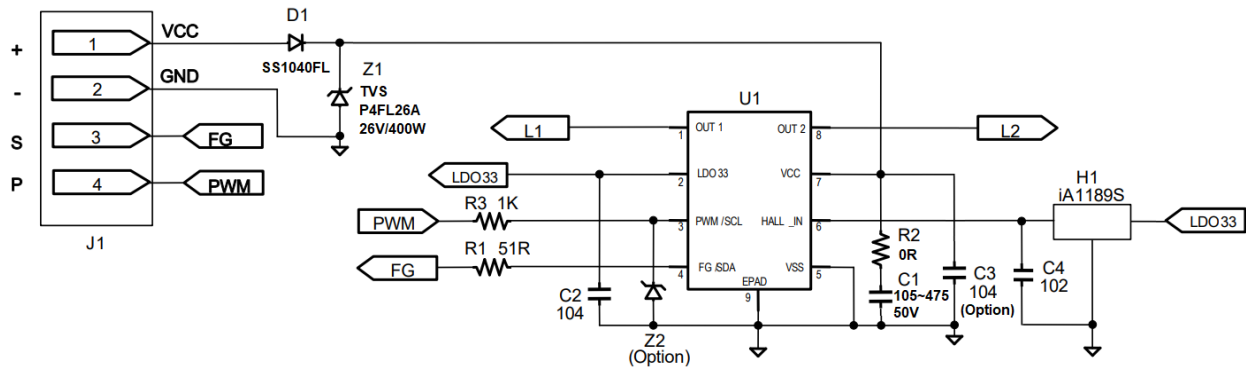 +
-
S
P
1
2
3
4
J1
VCC
GND
FG
PWM
D1
SS1040FL
Z1
TVS
P4FL26A
26V/400W
U1
L1
1
OUT 1
OUT 2
8
L2
LDO33
2
LDO33
VCC
7
PWM
R3 1K
3
PWM /SCL
HALL _IN
6
FG
R1 51R
4
FG /SDA
VSS
5
EPAD
9
C2
104
Z2
(Option)
R2
0R
C1
105~475
50V
C3
104
(Option)
C4
102
H1
iA1189S
LDO33